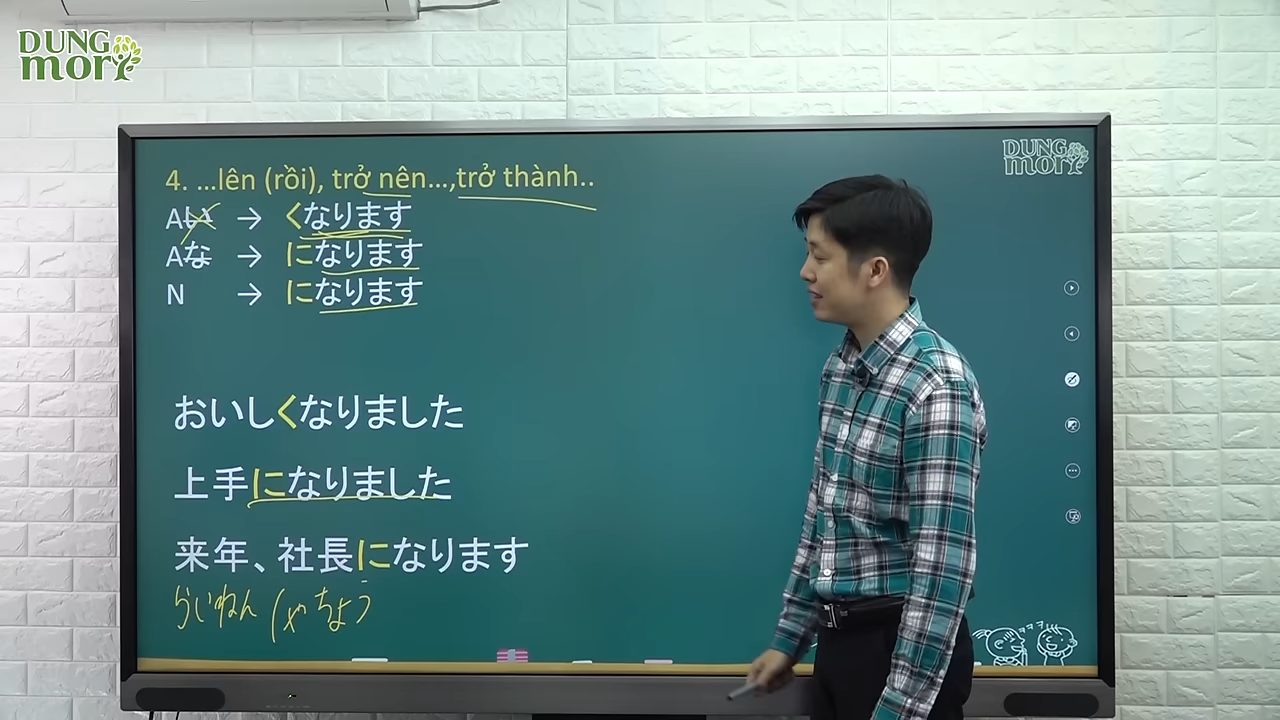 DUNG
mori
DUNG
mori
4. ...lên (rồi), trở nên...,trở thành..
Aい → くなります
Aな → になります
N → になります
おいしくなりました
上手になりました
来年、社長になります
らいねん しゃちょう